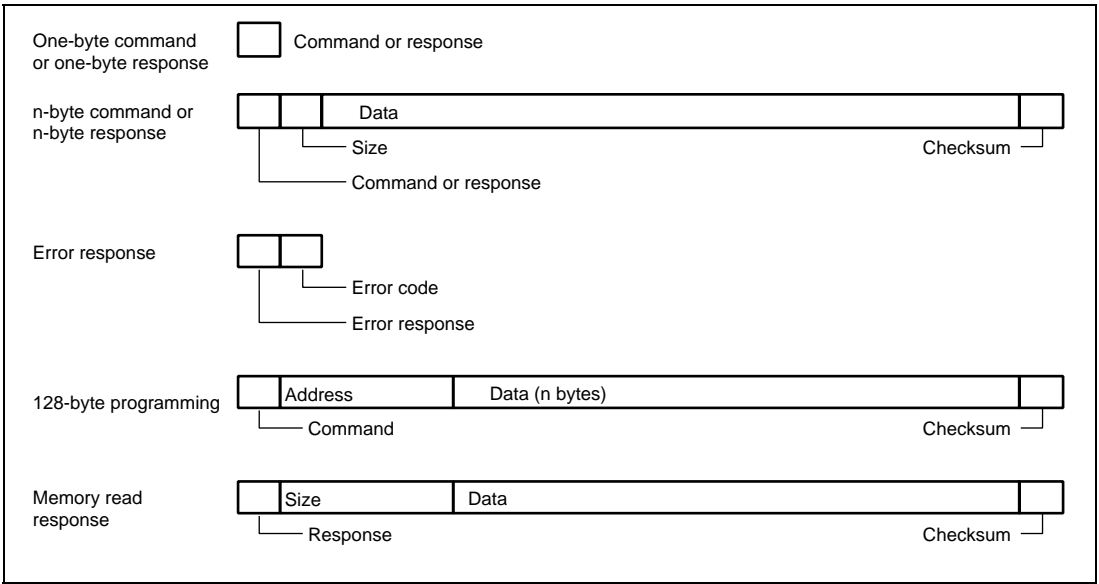 One-byte command
or one-byte response
Command or response
n-byte command or
n-byte response
Data
Size
Checksum
Command or response
Error response
Error code
Error response
128-byte programming
Address
Data (n bytes)
Command
Checksum
Memory read
response
Size
Data
Response
Checksum